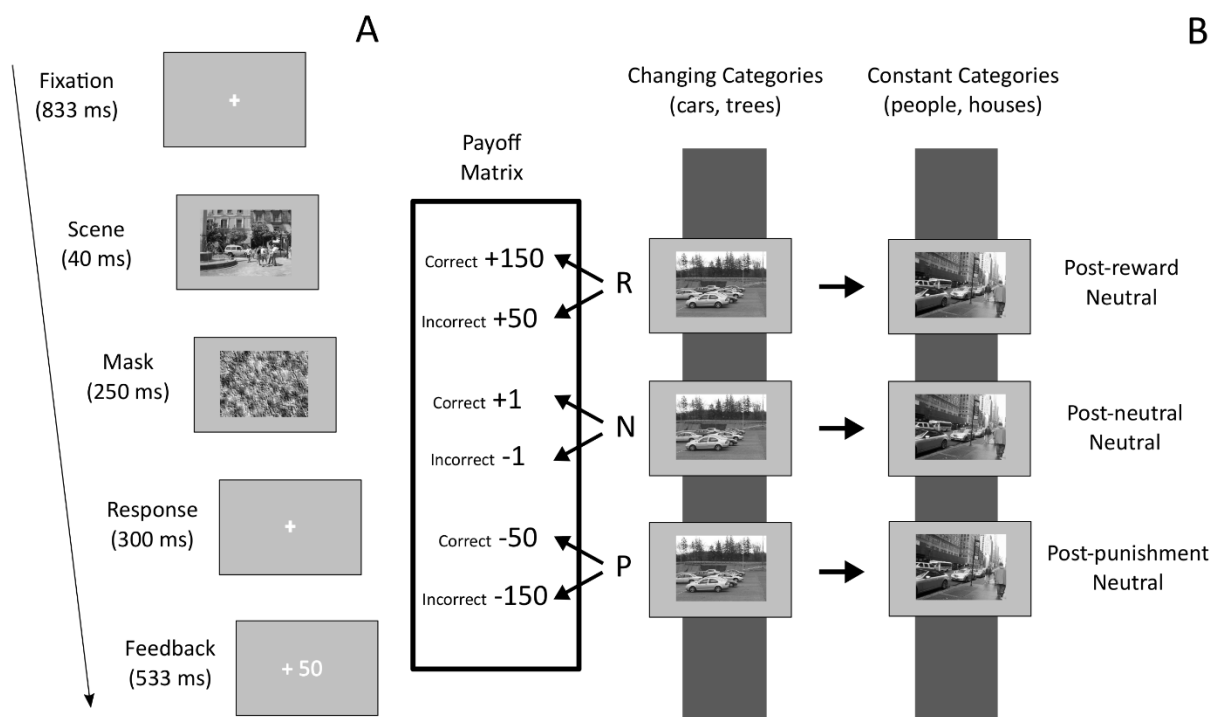 A
Fixation
(833 ms)
Scene
(40 ms)
Mask
(250 ms)
Response
(300 ms)
Feedback
(533 ms)
+ 50
B
Payoff
Matrix
Changing Categories
(cars, trees)
Constant Categories
(people, houses)
Correct +150
Incorrect +50
R
Post-reward
Neutral
Correct +1
Incorrect -1
N
Post-neutral
Neutral
Correct -50
Incorrect -150
P
Post-punishment
Neutral